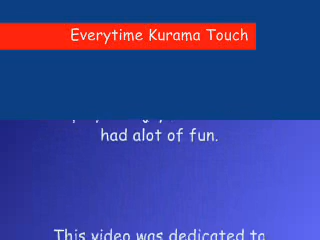 Everytime Kurama Touch
had alot of fun.
This video was dedicated to